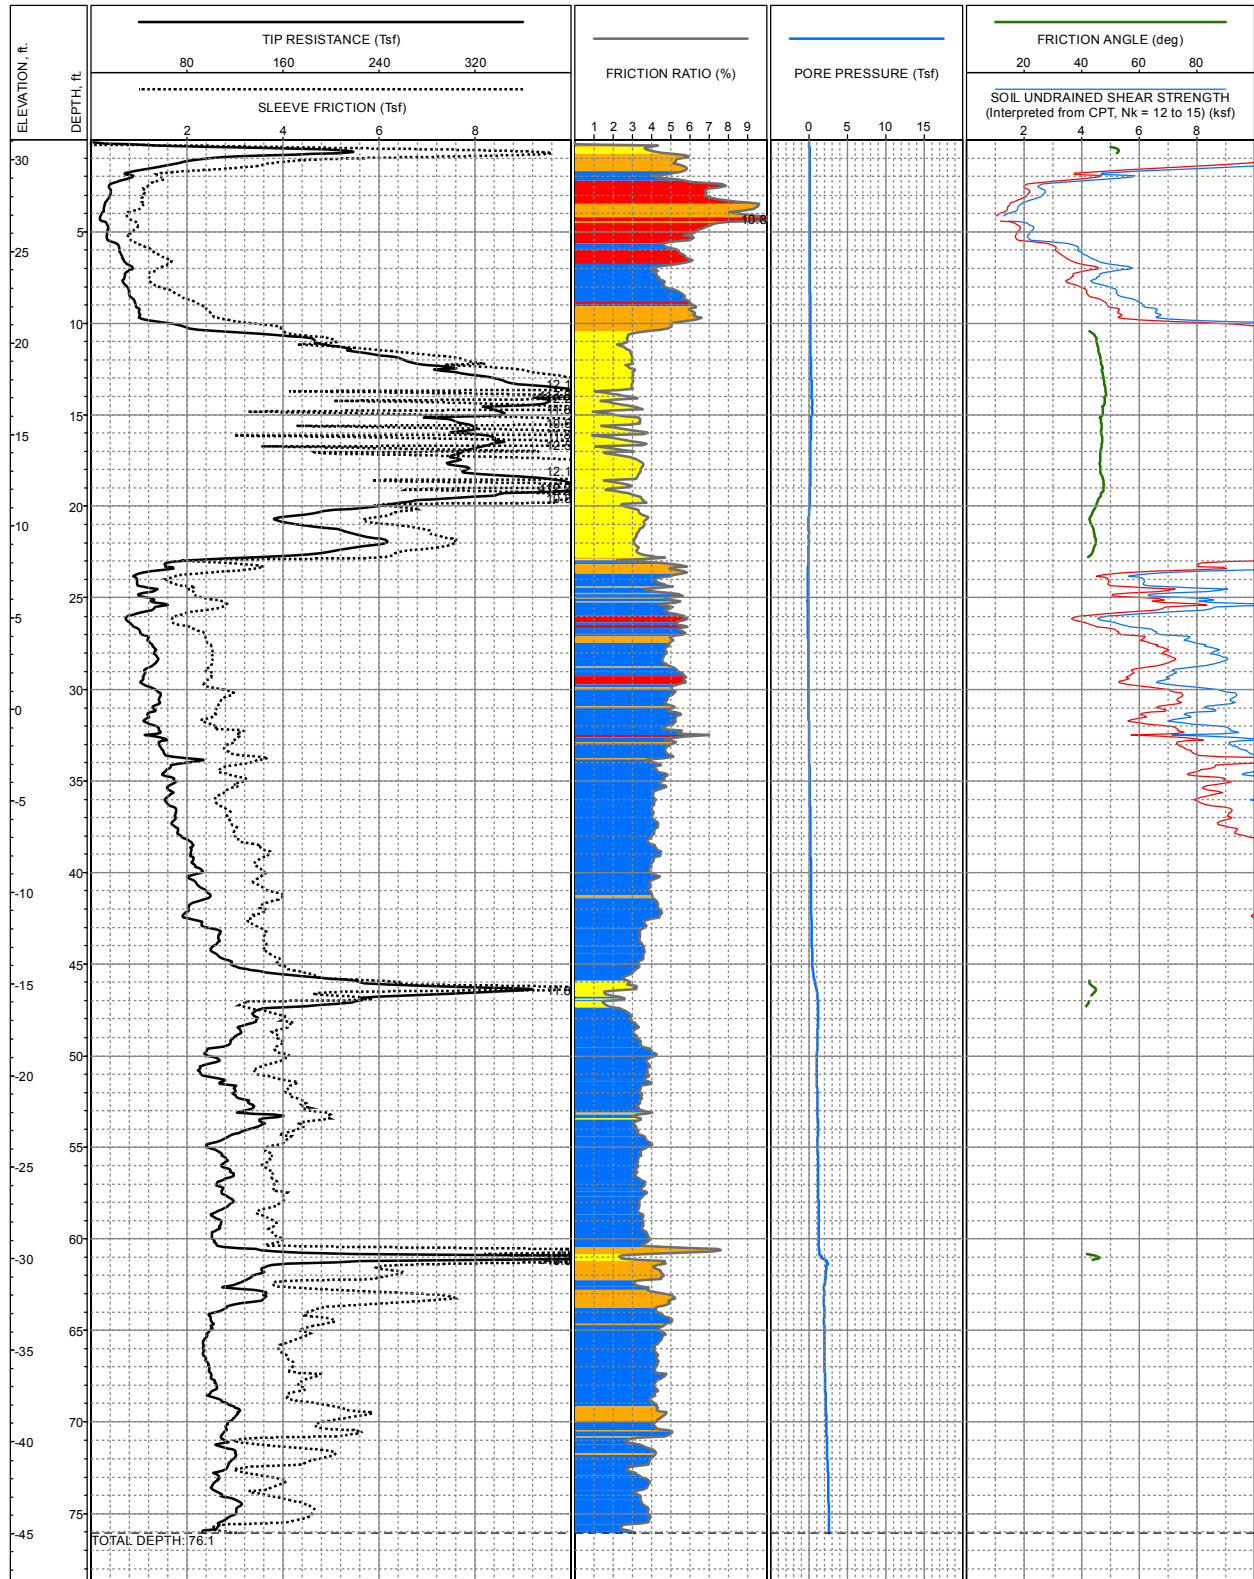 ELEVATION, ft.
DEPTH, ft.
TIP RESISTANCE (Tsf)
80 160 240 320
SLEEVE FRICTION (Tsf)
2 4 6 8
FRICTION RATIO (%)
1 2 3 4 5 6 7 8 9
PORE PRESSURE (Tsf)
0 5 10 15
FRICTION ANGLE (deg)
20 40 60 80
SOIL UNDRAINED SHEAR STRENGTH
(Interpreted from CPT, Nk = 12 to 15) (ksf)
2 4 6 8
-30
10.8
5
-25
10
-20
12.1
15
-15
12.1
20
-10
25
-5
30
-0
35
-5
40
-10
45
-15
50
-20
55
-25
60
-30
65
-35
70
-40
75
-45
TOTAL DEPTH: 76.1